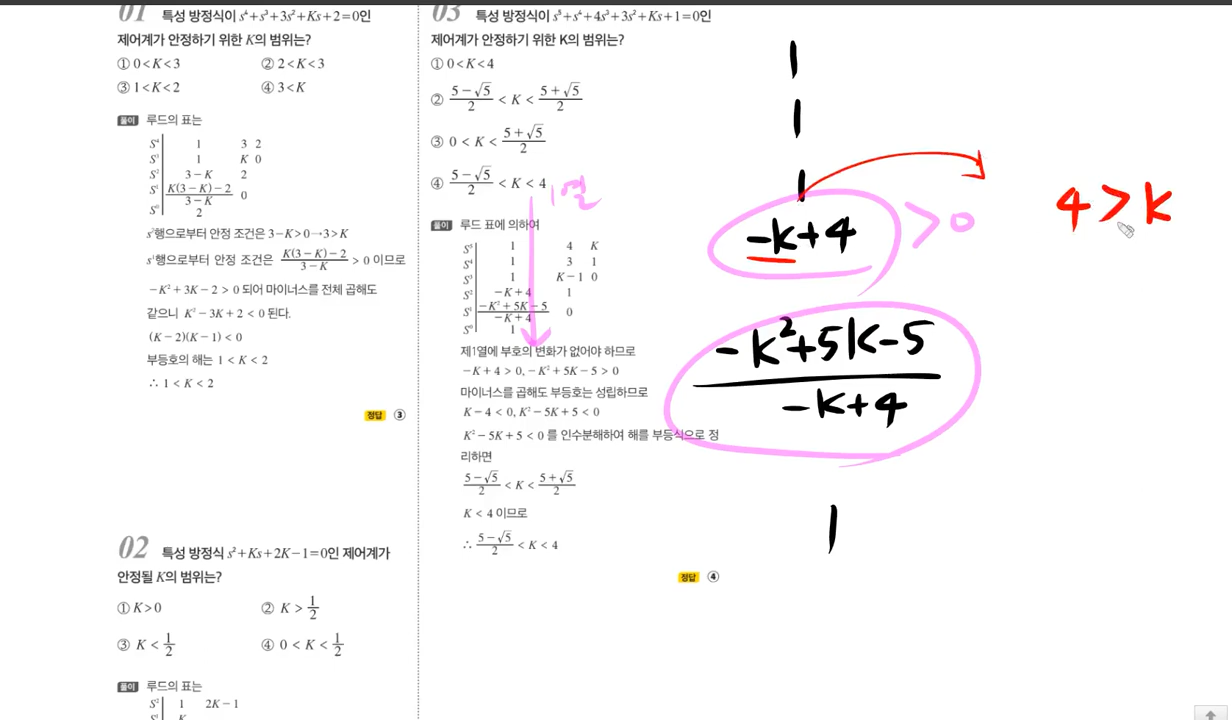 01 특성 방정식이 s⁴+s³+3s²+Ks+2=0인
제어계가 안정하기 위한 K의 범위는?
① 0<K<3 ② 2<K<3
③ 1<K<2 ④ 3<K
풀이 루드의 표는
S⁴ 1 3 2
S³ 1 K 0
S² 3-K 2
S¹ K(3-K)-2 / 3-K 0
S⁰ 2
s²행으로부터 안정 조건은 3-K>0→3>K
s¹행으로부터 안정 조건은 K(3-K)-2 / 3-K > 0 이므로
-K²+3K-2>0 되어 마이너스를 전체 곱해도
같으니 K²-3K+2<0 된다.
(K-2)(K-1)<0
부등호의 해는 1<K<2
∴ 1<K<2
정답 ③
02 특성 방정식 s²+Ks+2K-1=0인 제어계가
안정될 K의 범위는?
① K>0 ② K>1/2
③ K<1/2 ④ 0<K<1/2
풀이 루드의 표는
S² 1 2K-1
03 특성 방정식이 s⁵+s⁴+4s³+3s²+Ks+1=0인
제어계가 안정하기 위한 K의 범위는?
① 0<K<4
② 5-√5 / 2 < K < 5+√5 / 2
③ 0 < K < 5+√5 / 2
④ 5-√5 / 2 < K < 4
1열
풀이 루드 표에 의하여
S⁵ 1 4 K
S⁴ 1 3 1
S³ 1 K-1 0
S² -K+4 1
S¹ -K²+5K-5 / -K+4 0
S⁰ 1
제1열에 부호의 변화가 없어야 하므로
-K+4>0, -K²+5K-5>0
마이너스를 곱해도 부등호는 성립하므로
K-4<0, K²-5K+5<0
K²-5K+5<0 를 인수분해하여 해를 부등식으로 정
리하면
5-√5 / 2 < K < 5+√5 / 2
K<4 이므로
∴ 5-√5 / 2 < K < 4
정답 ④
1
1
1
-K+4 >0
4>K
-K²+5K-5 / -K+4
1